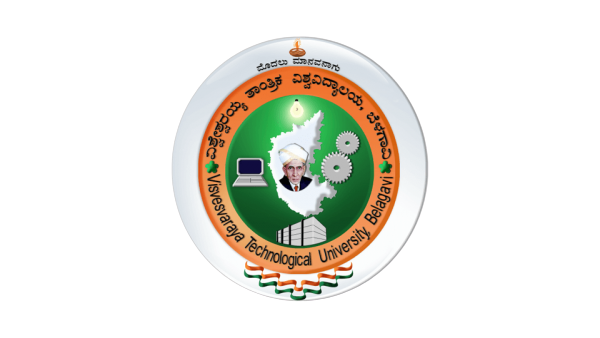 ಮೊದಲು ಮಾನವನಾಗು
ವಿಶ್ವೇಶ್ವರಯ್ಯ ತಾಂತ್ರಿಕ ವಿಶ್ವವಿದ್ಯಾಲಯ, ಬೆಳಗಾವಿ
Visvesvaraya Technological University, Belagavi